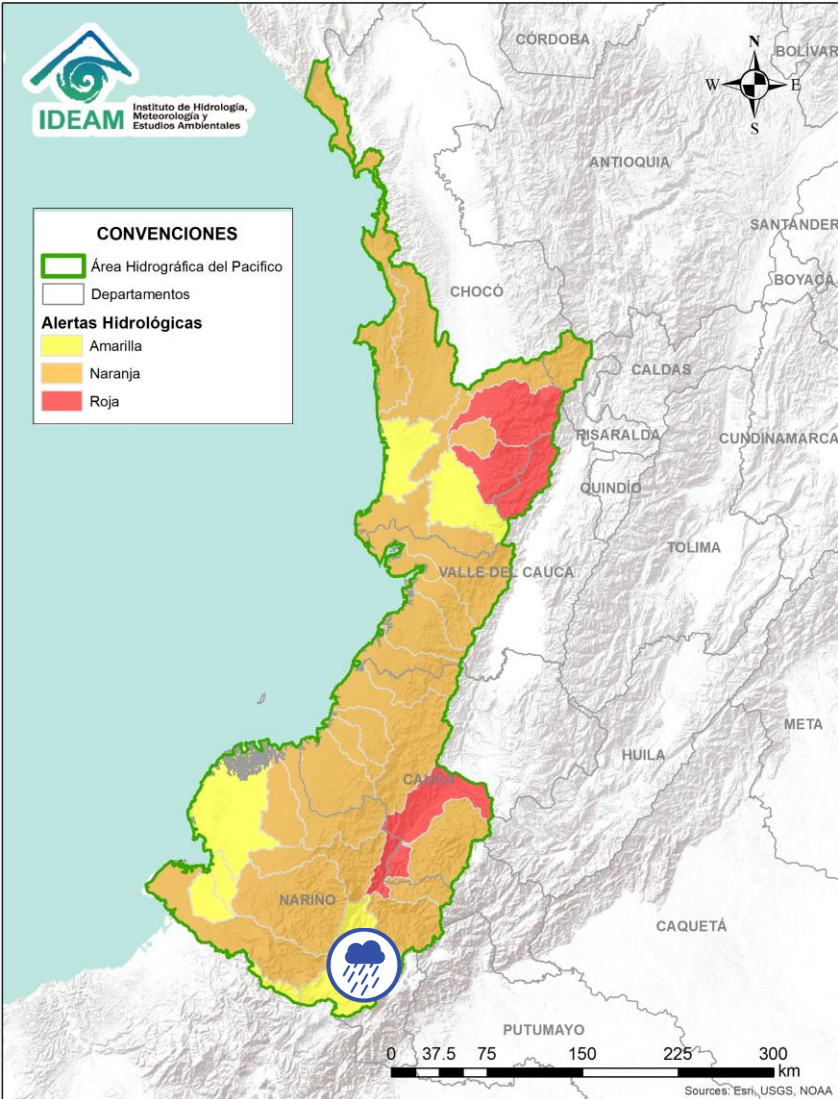 IDEAM
Instituto de Hidrología,
Meteorología y
Estudios Ambientales
CÓRDOBA
BOLÍVAR
N
W
E
S
ANTIOQUIA
SANTANDER
BOYACÁ
CONVENCIONES
Área Hidrográfica del Pacifico
Departamentos
Alertas Hidrológicas
Amarilla
Naranja
Roja
CHOCÓ
CALDAS
RISARALDA
CUNDINAMARCA
QUINDÍO
TOLIMA
VALLE DEL CAUCA
META
HUILA
CAUCA
NARIÑO
CAQUETÁ
PUTUMAYO
0 37.5 75 150 225 300
km
Sources: Esri, USGS, NOAA